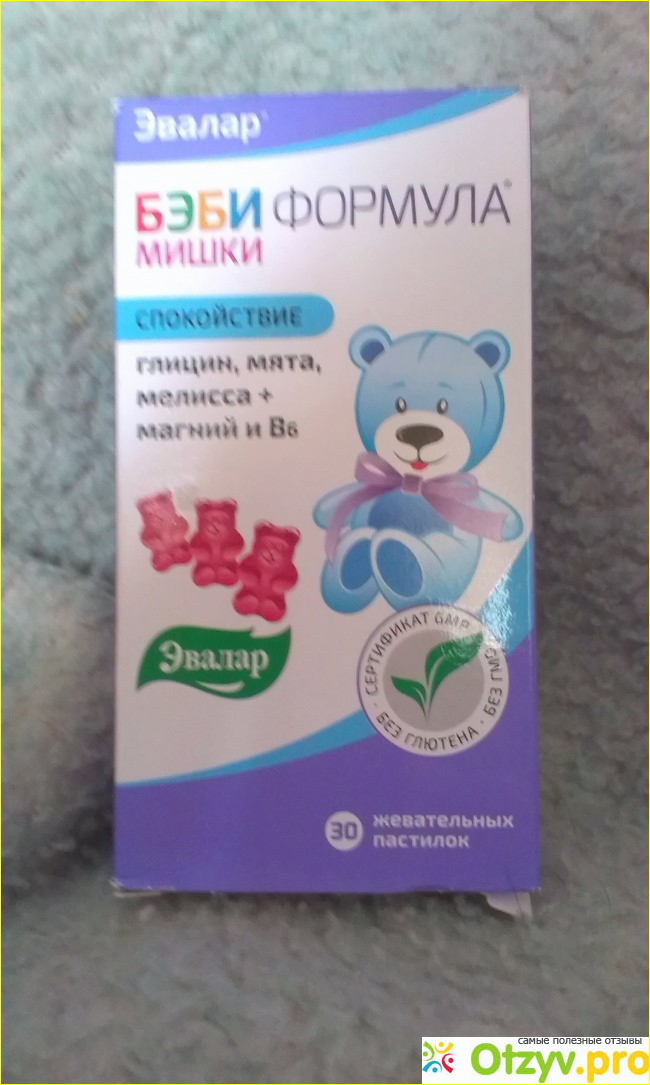 Эвалар
БЭБИ ФОРМУЛА®
МИШКИ
СПОКОЙСТВИЕ
глицин, мята,
мелисса +
магний и В6
Эвалар
СЕРТИФИКАТ GMP · БЕЗ ГМО · БЕЗ ГЛЮТЕНА ·
30 жевательных
пастилок
самые полезные отзывы
Otzyv.pro